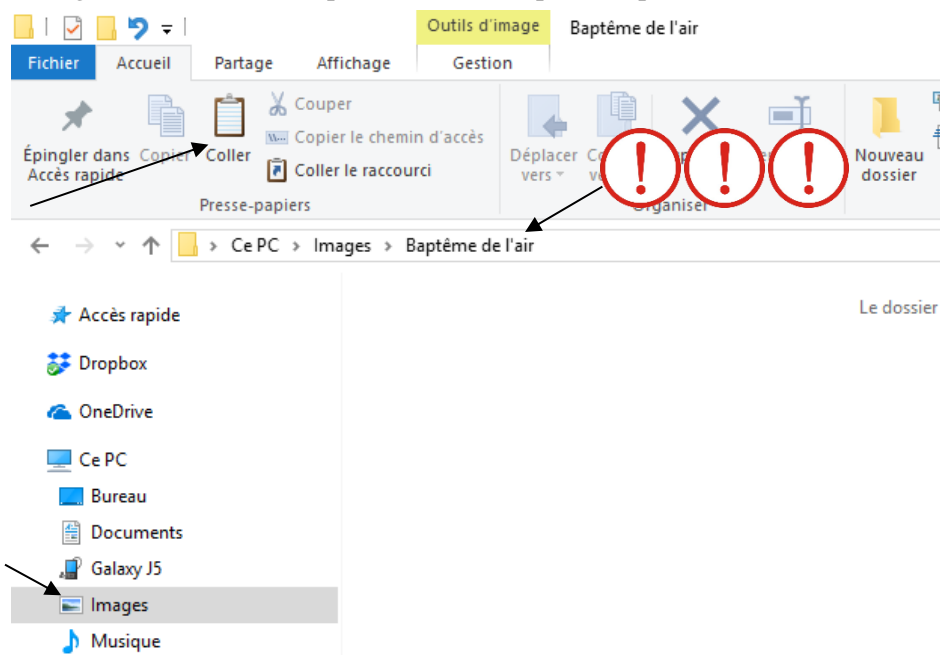 Outils d'image Baptême de l'air
Fichier Accueil Partage Affichage Gestion
Couper
Copier le chemin d'accès
Coller le raccourci
Épingler dans
Accès rapide
Copier
Coller
Déplacer
vers
Nouveau
dossier
Presse-papiers
Organiser
Ce PC > Images > Baptême de l'air
Accès rapide
Le dossier
Dropbox
OneDrive
Ce PC
Bureau
Documents
Galaxy J5
Images
Musique